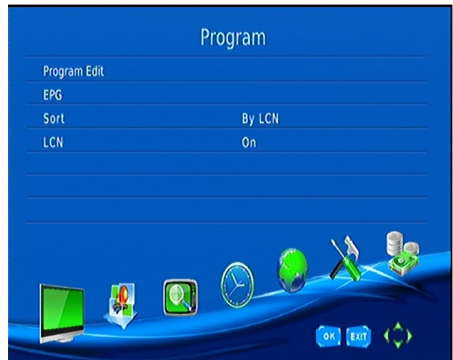 Program
Program Edit
EPG
Sort By LCN
LCN On
OK EXIT